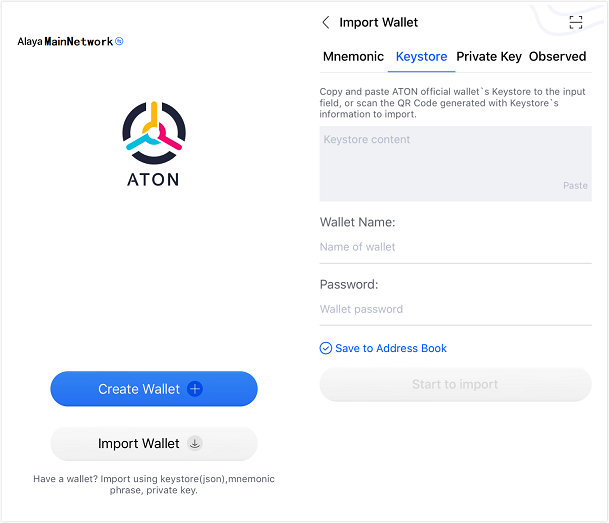 Alaya MainNetwork
ATON
Create Wallet
Import Wallet
Have a wallet? Import using keystore(json),mnemonic
phrase, private key.
Import Wallet
Mnemonic Keystore Private Key Observed
Copy and paste ATON official wallet`s Keystore to the input
field, or scan the QR Code generated with Keystore`s
information to import.
Keystore content
Paste
Wallet Name:
Name of wallet
Password:
Wallet password
Save to Address Book
Start to import